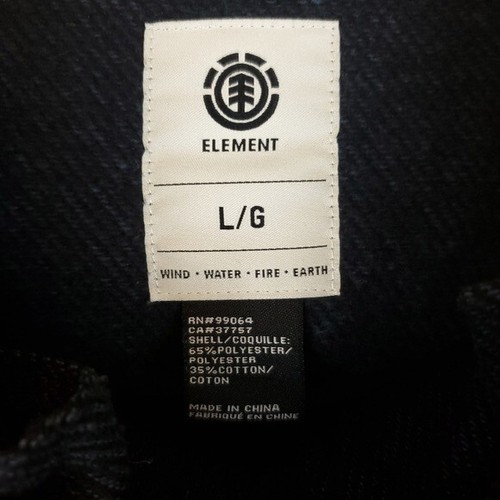 ELEMENT
L/G
WIND • WATER • FIRE • EARTH
RN#99064
CA#37757
SHELL/COQUILLE:
65%POLYESTER/
POLYESTER
35%COTTON/
COTON
MADE IN CHINA
FABRIQUÉ EN CHINE